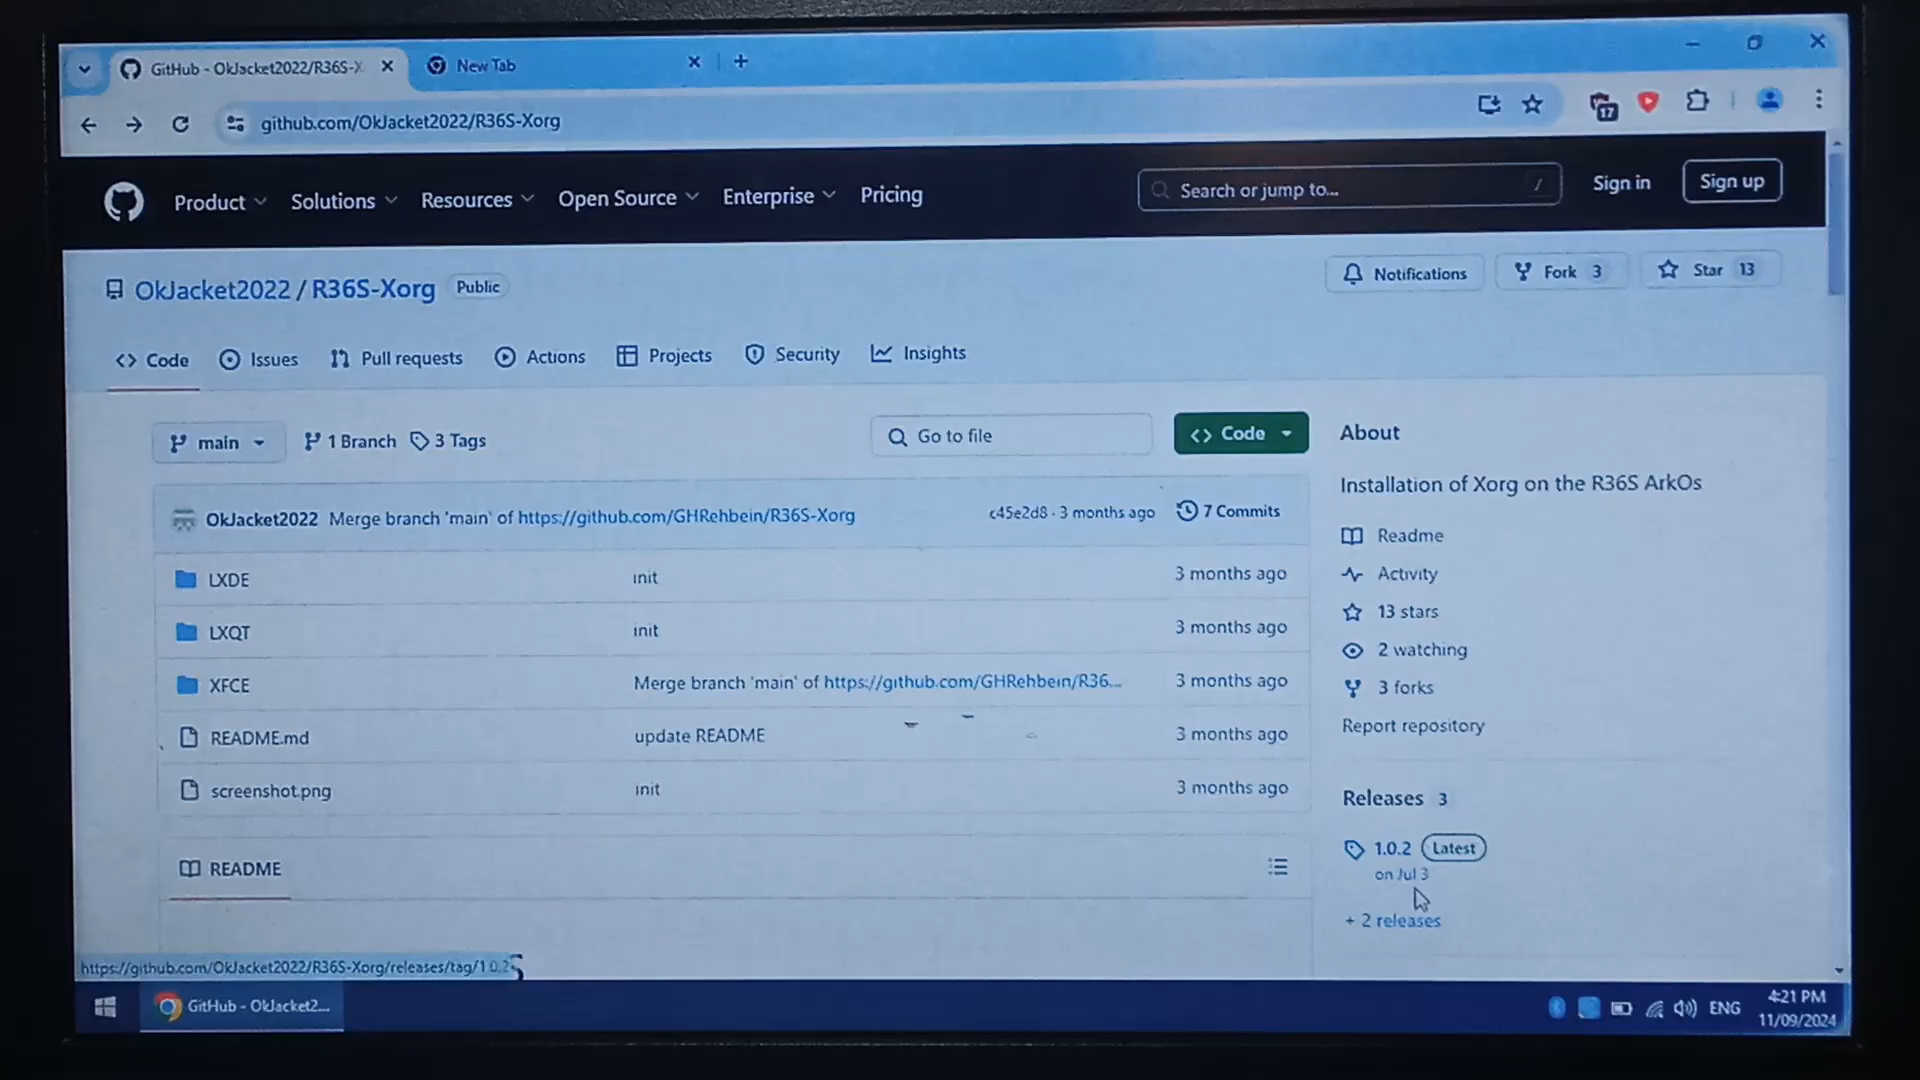 GitHub - OkJacket2022/R36S-X
New Tab
github.com/OkJacket2022/R36S-Xorg
17
Product
Solutions
Resources
Open Source
Enterprise
Pricing
Search or jump to...
/
Sign in
Sign up
OkJacket2022 / R36S-Xorg
Public
Notifications
Fork 3
Star 13
Code
Issues
Pull requests
Actions
Projects
Security
Insights
main
1 Branch
3 Tags
Go to file
Code
OkJacket2022 Merge branch 'main' of https://github.com/GHRehbein/R36S-Xorg
c45e2d8 · 3 months ago
7 Commits
LXDE init 3 months ago
LXQT init 3 months ago
XFCE Merge branch 'main' of https://github.com/GHRehbein/R36... 3 months ago
README.md update README 3 months ago
screenshot.png init 3 months ago
README
About
Installation of Xorg on the R36S ArkOs
Readme
Activity
13 stars
2 watching
3 forks
Report repository
Releases 3
1.0.2 Latest
on Jul 3
+ 2 releases
https://github.com/OkJacket2022/R36S-Xorg/releases/tag/1.0.2
GitHub - OkJacket2...
ENG
4:21 PM
11/09/2024